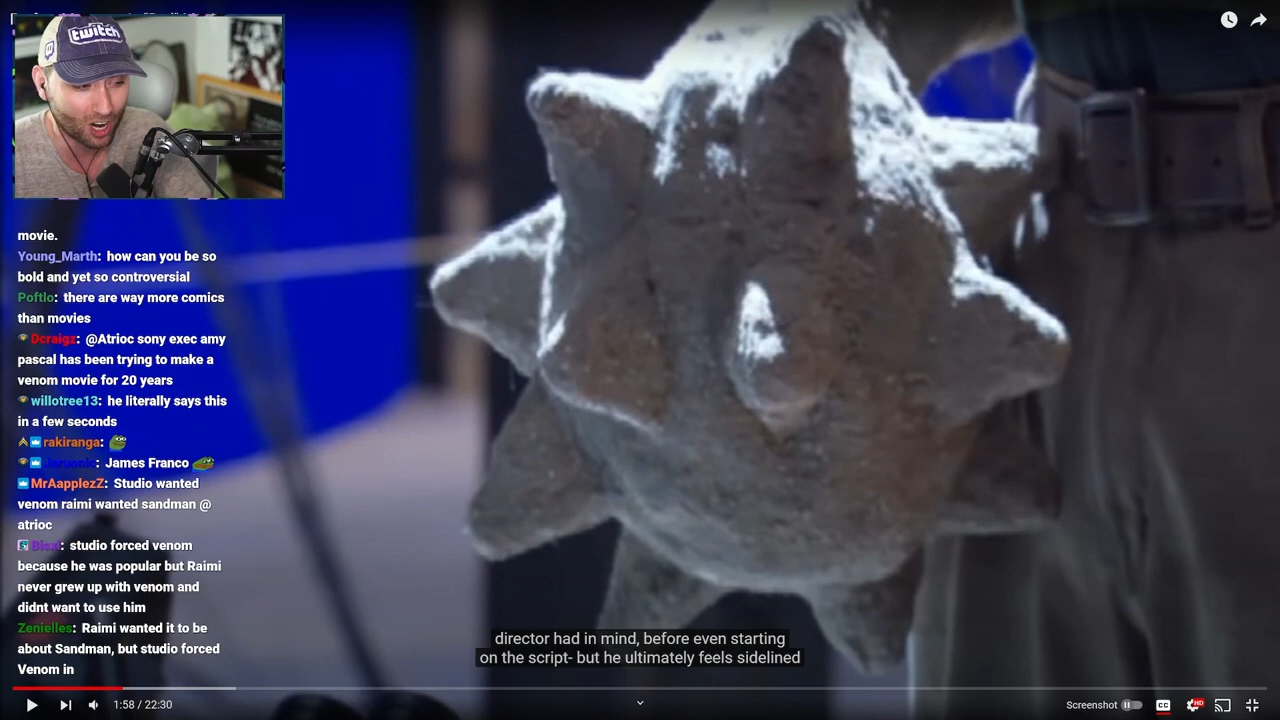 twitch
movie.
Young_Marth: how can you be so
bold and yet so controversial
Poftlo: there are way more comics
than movies
Dcraigz: @Atrioc sony exec amy
pascal has been trying to make a
venom movie for 20 years
willotree13: he literally says this
in a few seconds
rakiranga:
James Franco
MrAapplezZ: Studio wanted
venom raimi wanted sandman @
atrioc
studio forced venom
because he was popular but Raimi
never grew up with venom and
didnt want to use him
Zenielles: Raimi wanted it to be
about Sandman, but studio forced
Venom in
director had in mind, before even starting
on the script- but he ultimately feels sidelined
1:58 / 22:30
Screenshot
CC
HD